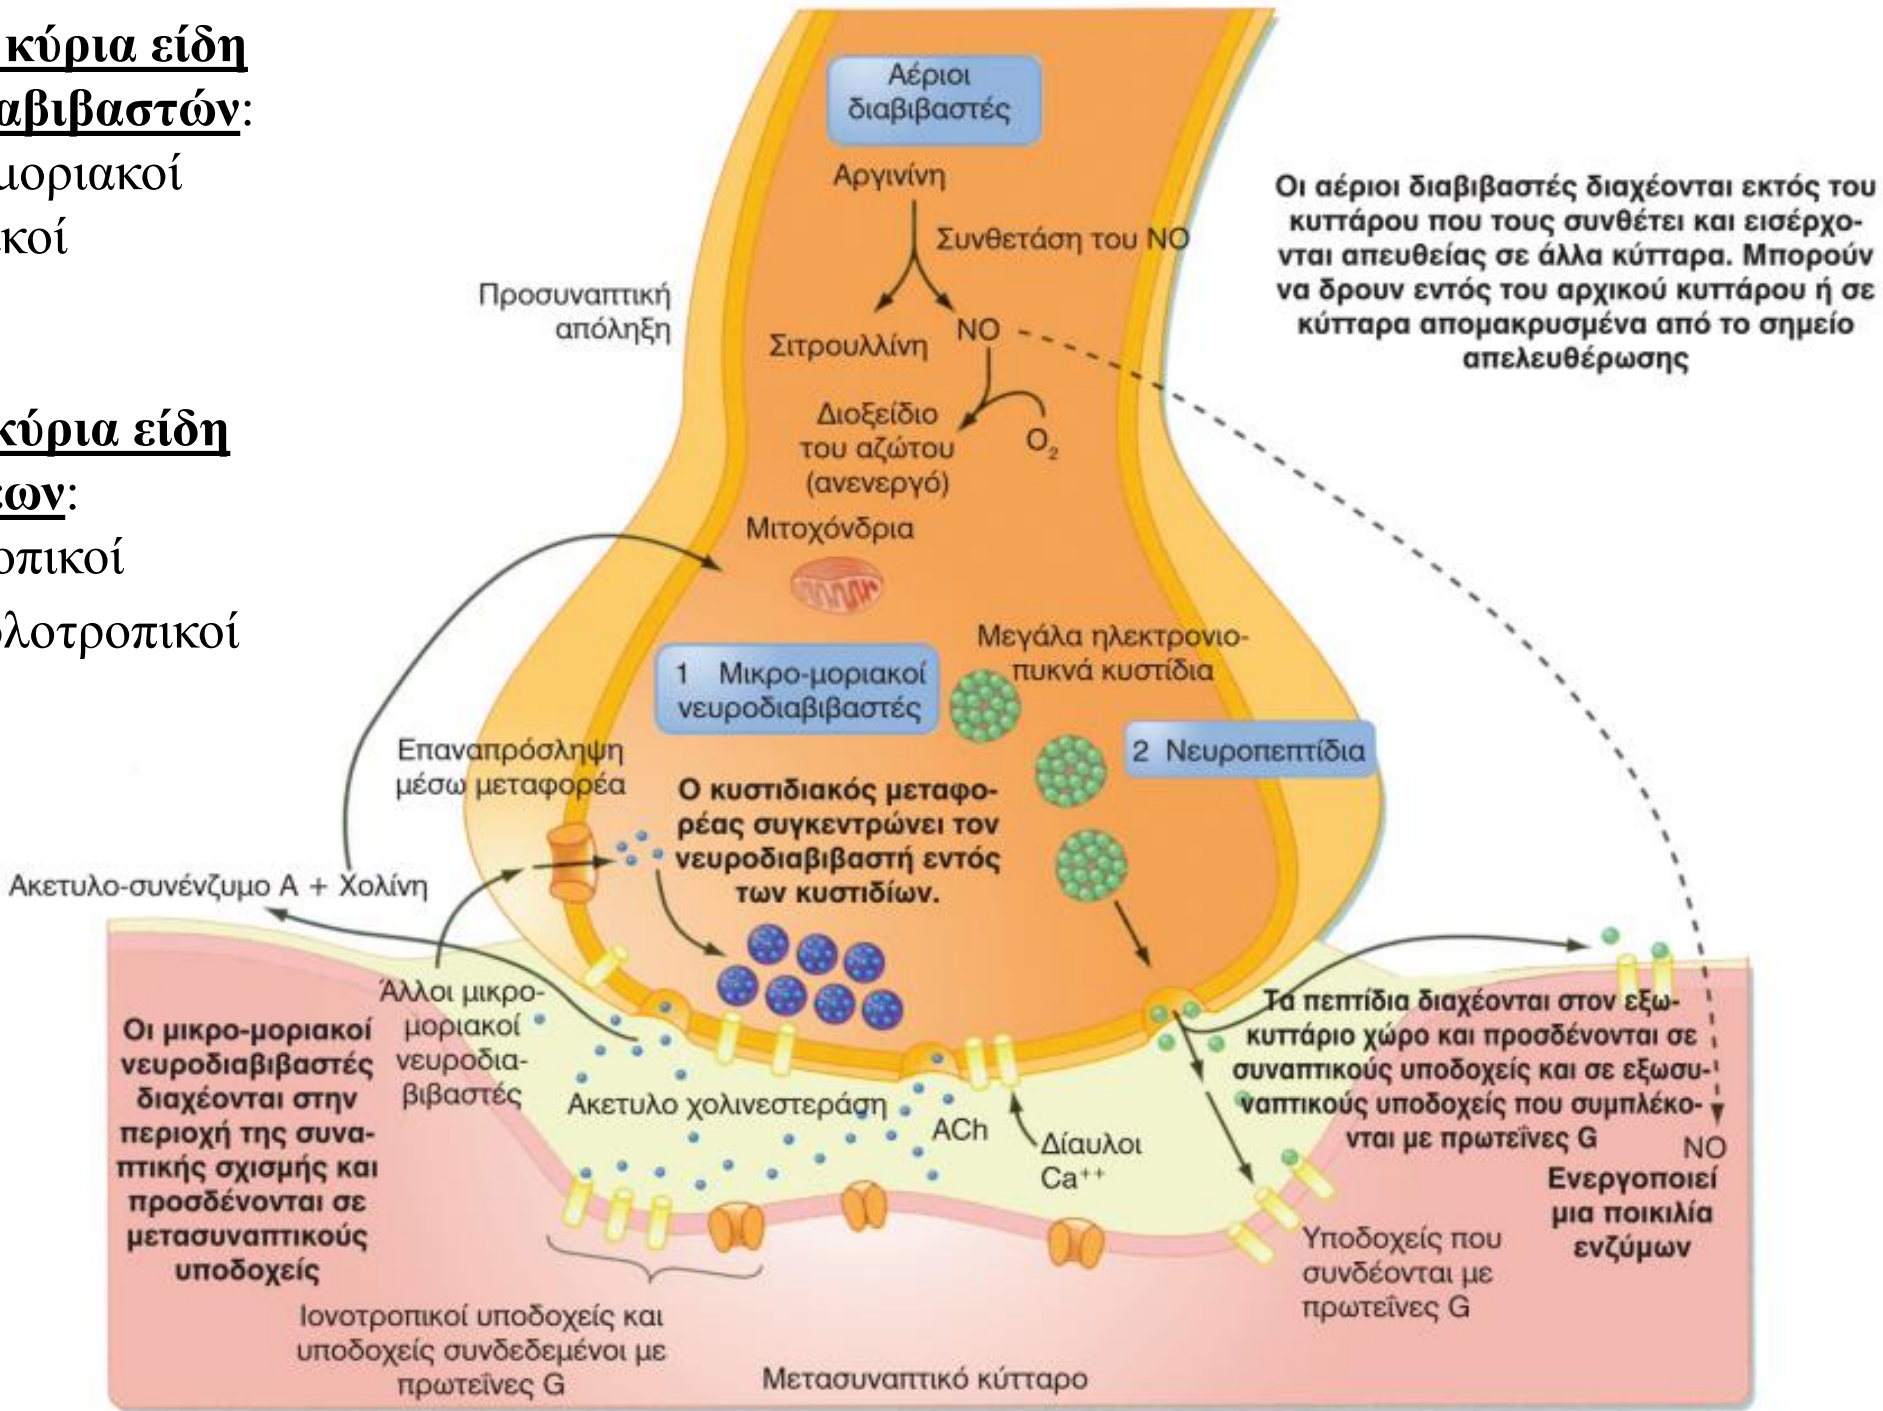 κύρια είδη
αβιβαστών:
μοριακοί
κοί
κύρια είδη
εων:
οπικοί
λοτροπικοί
Αέριοι
διαβιβαστές
Αργινίνη
Συνθετάση του NO
Σιτρουλλίνη
NO
Διοξείδιο
του αζώτου
(ανενεργό)
O₂
Μιτοχόνδρια
Προσυναπτική
απόληξη
Οι αέριοι διαβιβαστές διαχέονται εκτός του
κυττάρου που τους συνθέτει και εισέρχο-
νται απευθείας σε άλλα κύτταρα. Μπορούν
να δρουν εντός του αρχικού κυττάρου ή σε
κύτταρα απομακρυσμένα από το σημείο
απελευθέρωσης
Μεγάλα ηλεκτρονιο-
πυκνά κυστίδια
1 Μικρο-μοριακοί
νευροδιαβιβαστές
2 Νευροπεπτίδια
Επαναπρόσληψη
μέσω μεταφορέα
Ο κυστιδιακός μεταφο-
ρέας συγκεντρώνει τον
νευροδιαβιβαστή εντός
των κυστιδίων.
Ακετυλο-συνένζυμο Α + Χολίνη
Άλλοι μικρο-
μοριακοί
νευροδια-
βιβαστές
Οι μικρο-μοριακοί
νευροδιαβιβαστές
διαχέονται στην
περιοχή της συνα-
πτικής σχισμής και
προσδένονται σε
μετασυναπτικούς
υποδοχείς
Ακετυλο χολινεστεράση
ACh
Δίαυλοι
Ca⁺⁺
Τα πεπτίδια διαχέονται στον εξω-
κυττάριο χώρο και προσδένονται σε
συναπτικούς υποδοχείς και σε εξωσυ-
ναπτικούς υποδοχείς που συμπλέκο-
νται με πρωτεΐνες G
NO
Ενεργοποιεί
μια ποικιλία
ενζύμων
Υποδοχείς που
συνδέονται με
πρωτεΐνες G
Ιονοτροπικοί υποδοχείς και
υποδοχείς συνδεδεμένοι με
πρωτεΐνες G
Μετασυναπτικό κύτταρο